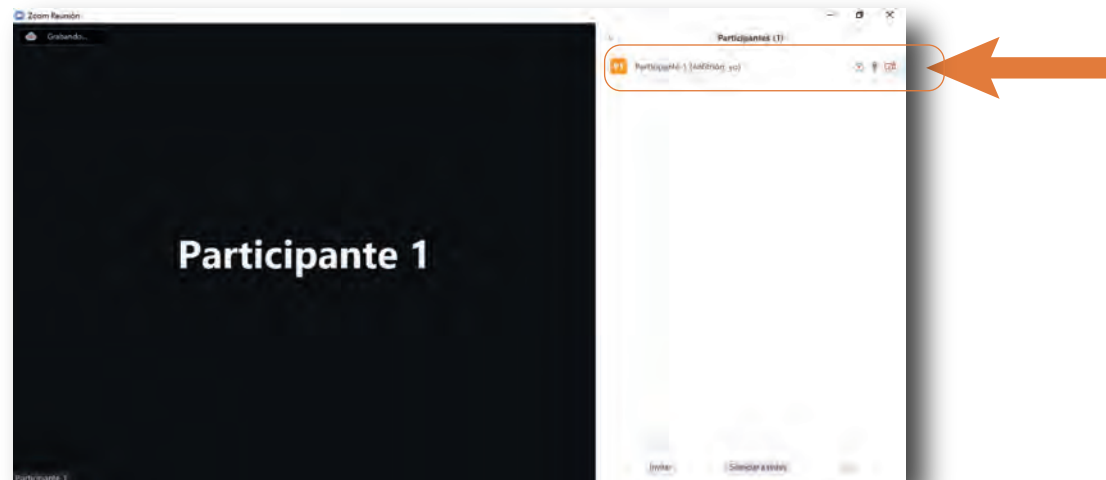 Zoom Reunión
Grabando...
Participantes (1)
P1 Participante 1 (Anfitrión, yo)
Participante 1
Participante 1
Invitar Silenciar a todos